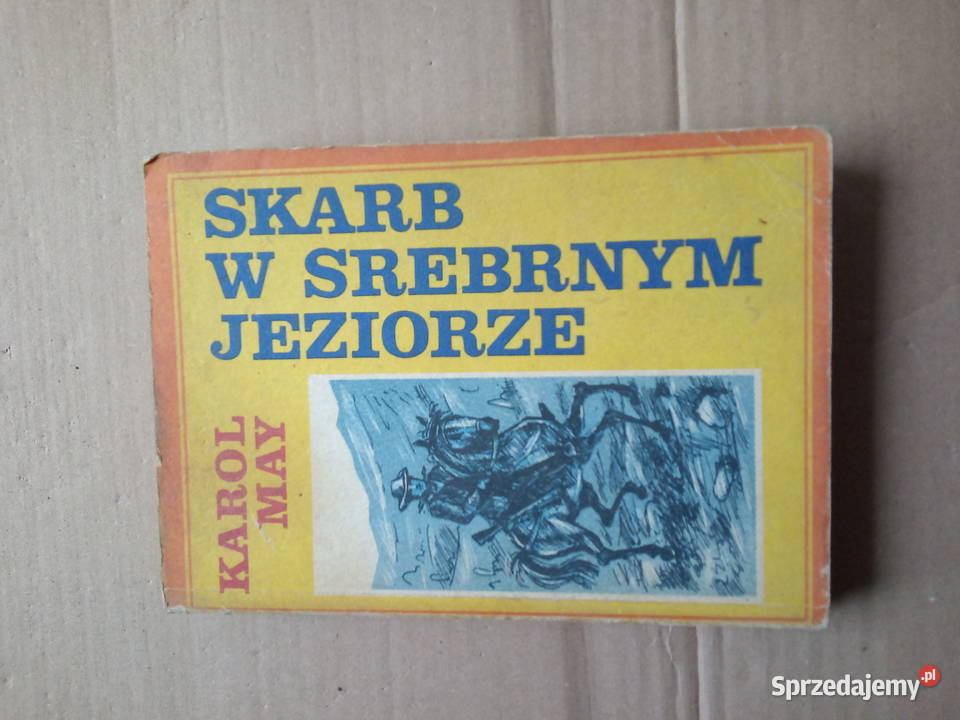 SKARB
W SREBRNYM
JEZIORZE
KAROL
MAY
Sprzedajemy.pl